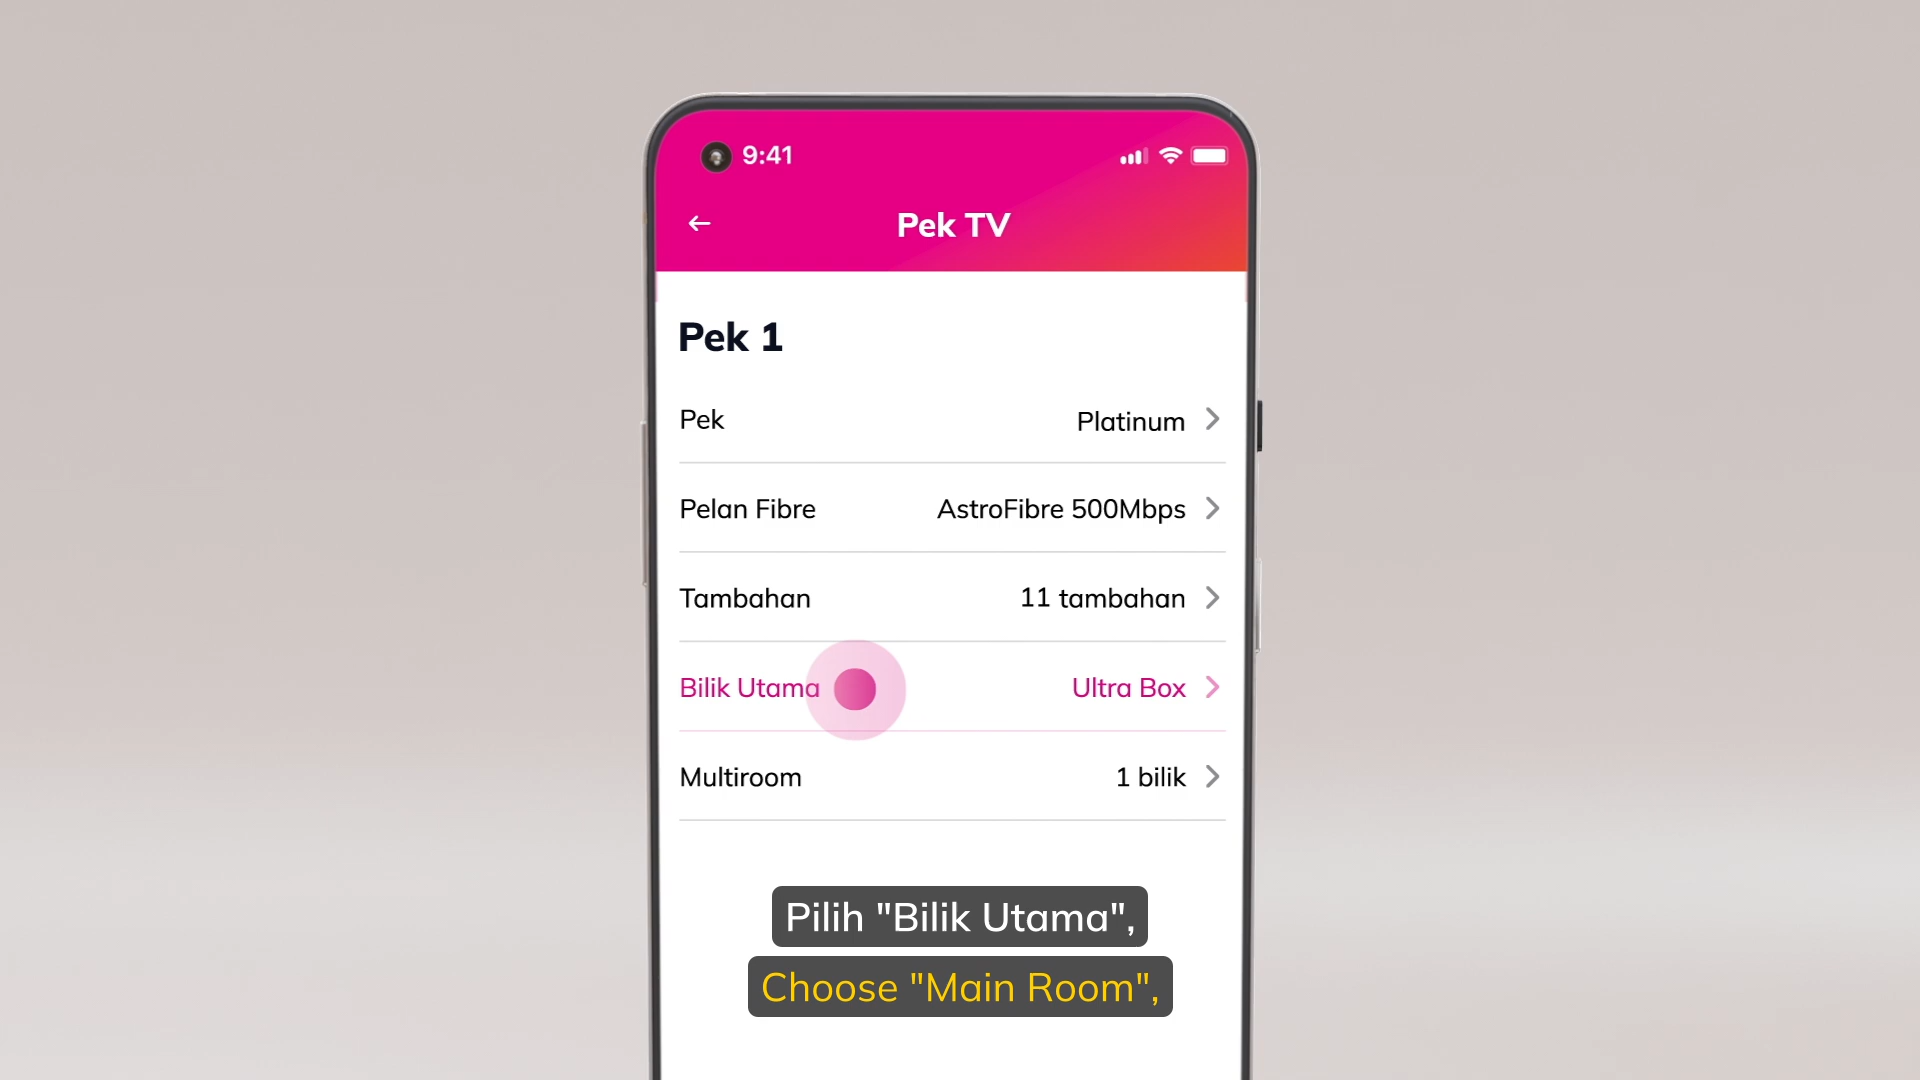 9:41
Pek TV
Pek 1
Pek Platinum
Pelan Fibre AstroFibre 500Mbps
Tambahan 11 tambahan
Bilik Utama Ultra Box
Multiroom 1 bilik
Pilih "Bilik Utama",
Choose "Main Room",